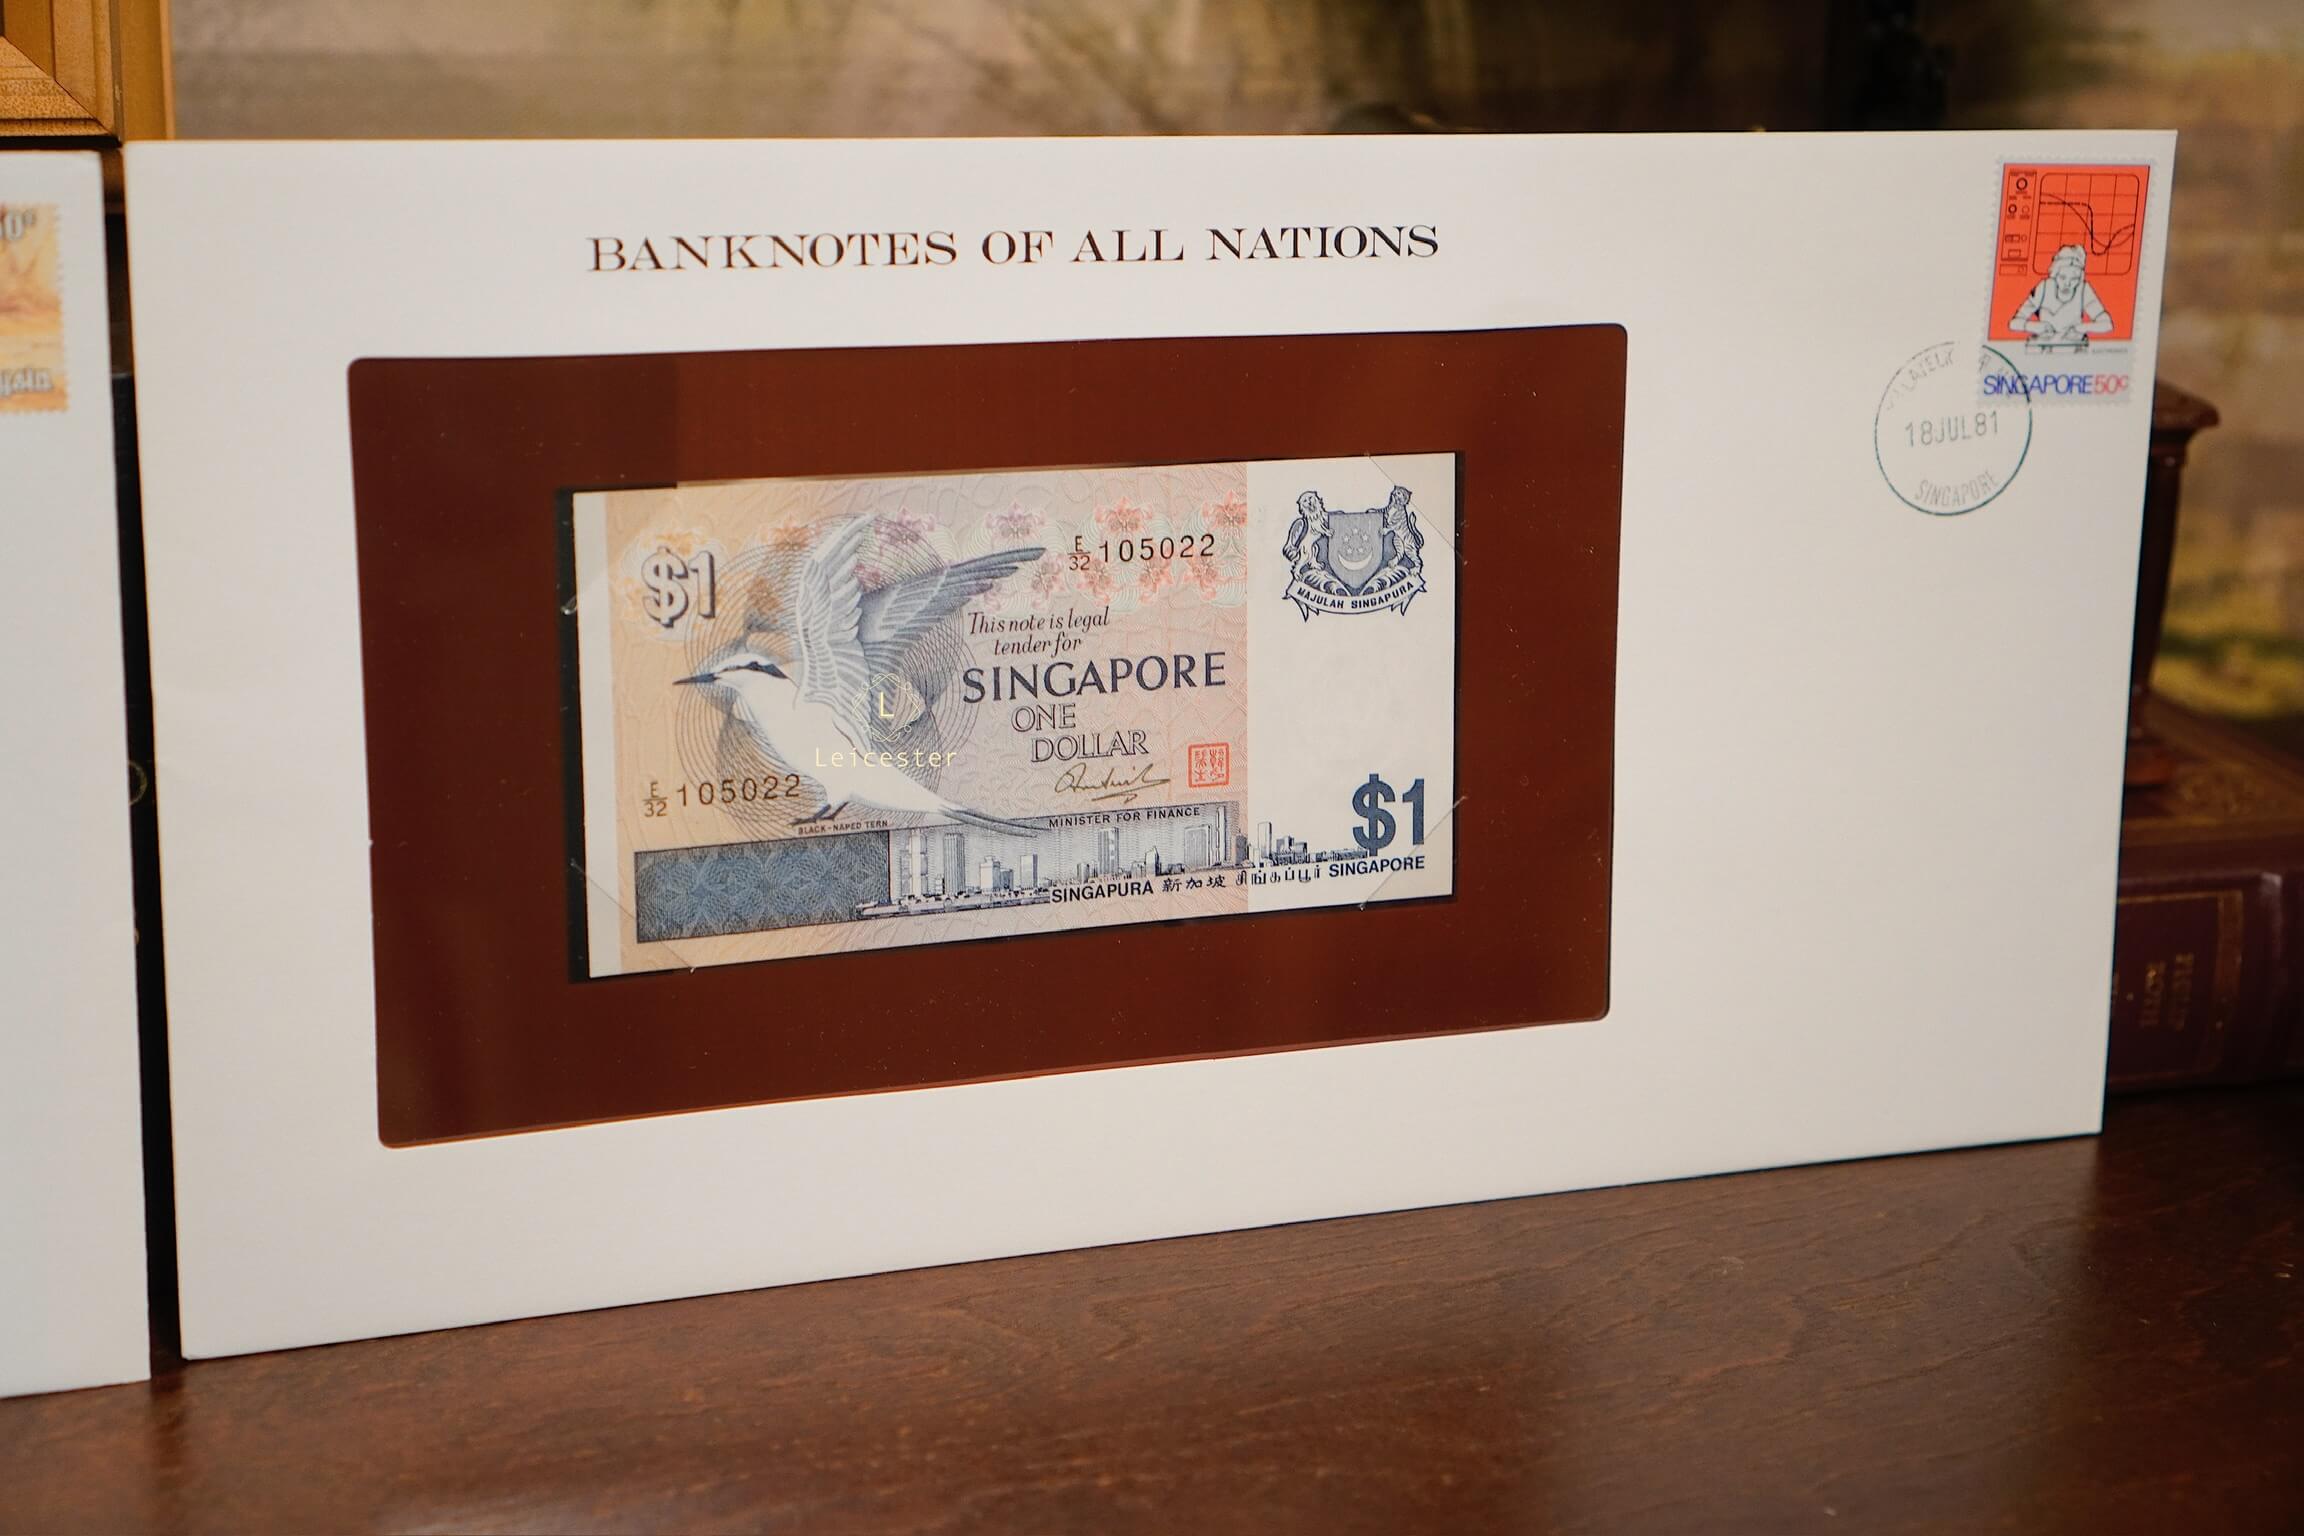 BANKNOTES OF ALL NATIONS
SINGAPORE 50c
18 JUL 81
SINGAPORE
$1
E/32 105022
This note is legal
tender for
SINGAPORE
ONE
DOLLAR
MINISTER FOR FINANCE
E/32 105022
BLACK-NAPED TERN
MAJULAH SINGAPURA
$1
SINGAPURA 新加坡 சிங்கப்பூர் SINGAPORE
L
Leicester